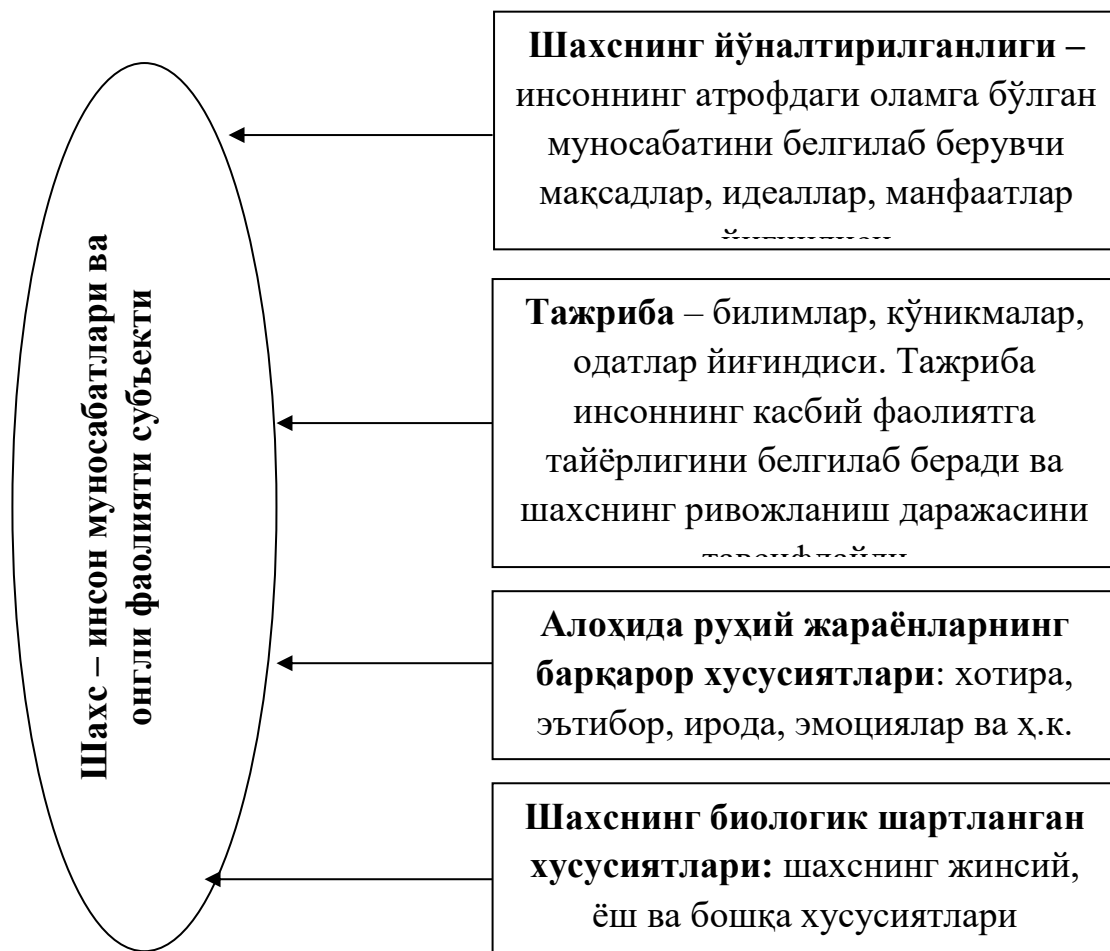 Шахс – инсон муносабатлари ва
онгли фаолияти субъекти
Шахснинг йўналтирилганлиги –
инсоннинг атрофдаги оламга бўлган
муносабатини белгилаб берувчи
мақсадлар, идеаллар, манфаатлар
Тажриба – билимлар, кўникмалар,
одатлар йиғиндиси. Тажриба
инсоннинг касбий фаолиятга
тайёрлигини белгилаб беради ва
шахснинг ривожланиш даражасини
Алоҳида руҳий жараёнларнинг
барқарор хусусиятлари: хотира,
эътибор, ирода, эмоциялар ва ҳ.к.
Шахснинг биологик шартланган
хусусиятлари: шахснинг жинсий,
ёш ва бошқа хусусиятлари